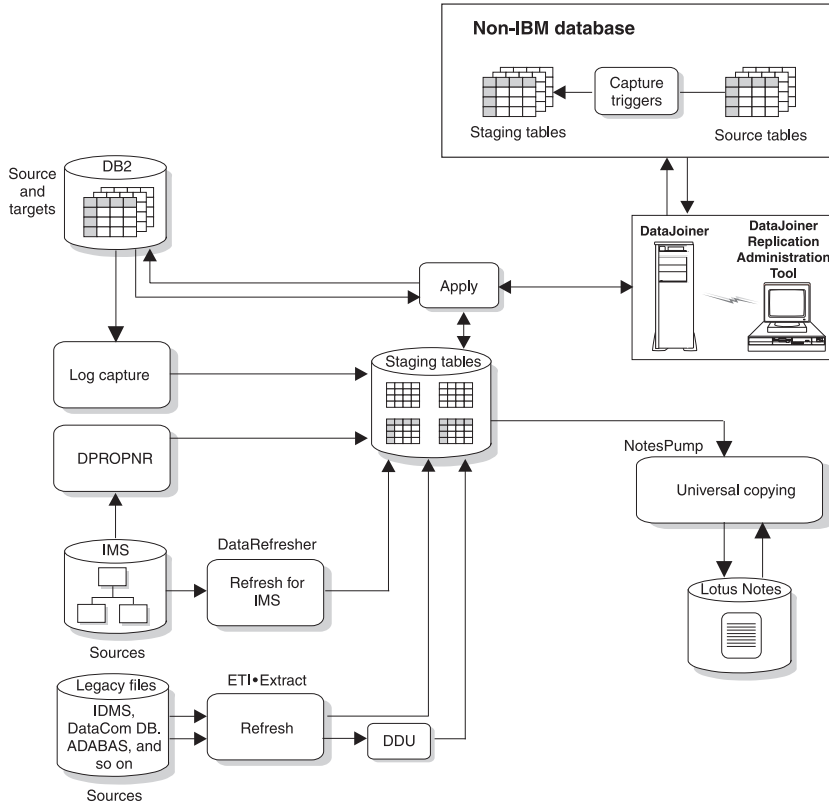 Non-IBM database
Capture
triggers
Staging tables
Source tables
DB2
Source
and
targets
DataJoiner
DataJoiner
Replication
Administration
Tool
Apply
Log capture
Staging tables
DPROPNR
NotesPump
Universal copying
IMS
DataRefresher
Refresh for
IMS
Lotus Notes
Sources
Legacy files
IDMS,
DataCom DB.
ADABAS, and
so on
ETI•Extract
Refresh
DDU
Sources